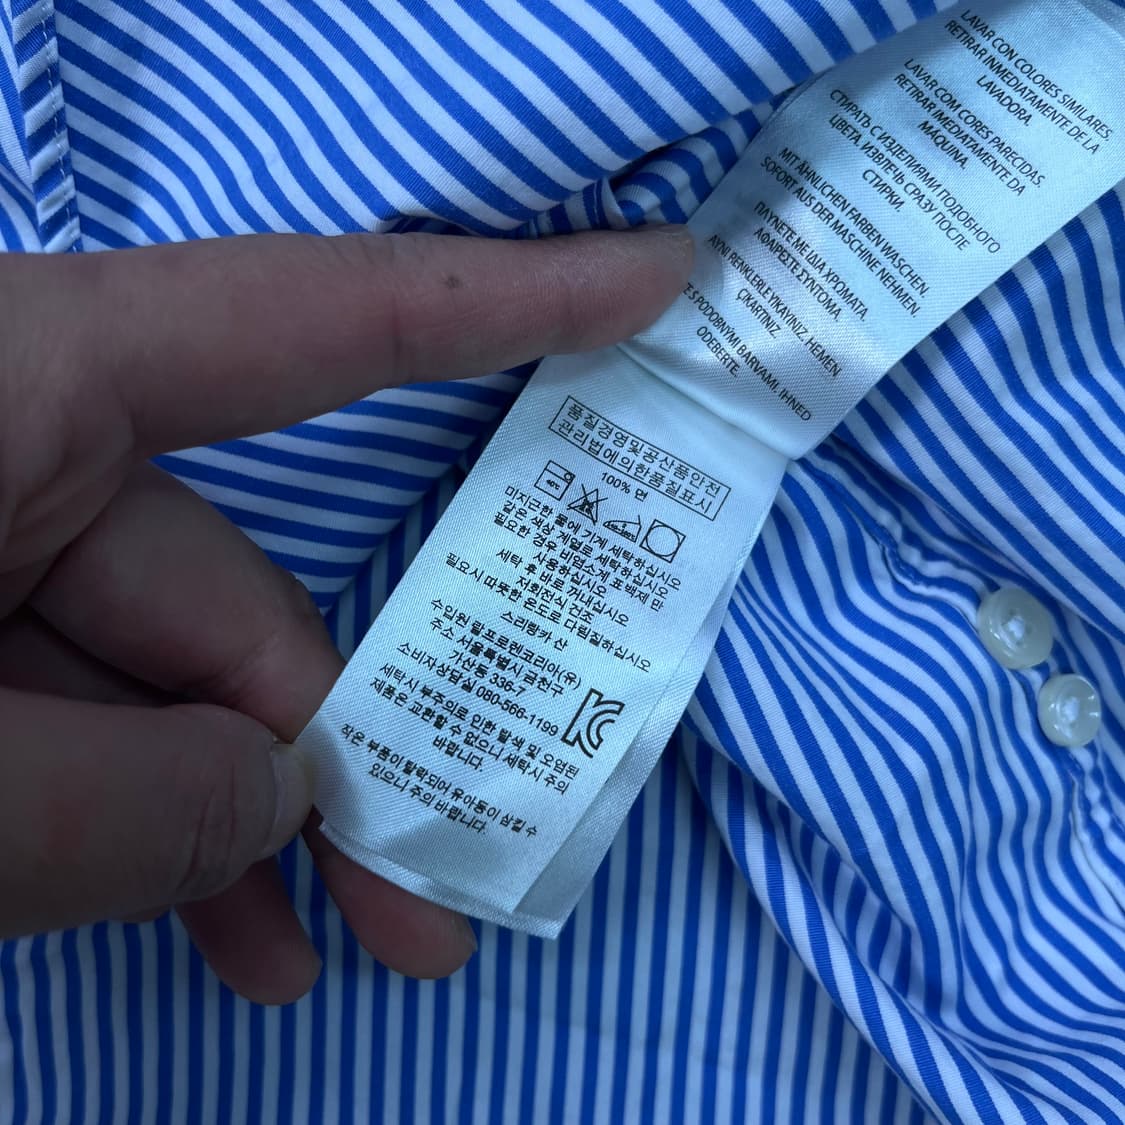 LAVAR CON COLORES SIMILARES.
RETIRAR INMEDIATAMENTE DE LA
LAVADORA.
LAVAR COM CORES PARECIDAS.
RETIRAR IMEDIATAMENTE DA
MÁQUINA.
СТИРАТЬ С ИЗДЕЛИЯМИ ПОДОБНОГО
ЦВЕТА. ИЗВЛЕЧЬ СРАЗУ ПОСЛЕ
СТИРКИ.
MIT ÄHNLICHEN FARBEN WASCHEN.
SOFORT AUS DER MASCHINE NEHMEN.
ΠΛΥΝΕΤΕ ΜΕ ΙΔΙΑ ΧΡΩΜΑΤΑ.
ΑΦΑΙΡΕΣΤΕ ΣΥΝΤΟΜΑ.
AYNI RENKLERLE YIKAYINIZ. HEMEN
ÇIKARTINIZ.
PODOBNÝMI BARVAMI. IHNED
ODEBERTE.
품질경영및공산품안전
관리법에의한품질표시
100% 면
40℃
미지근한 물에 기계 세탁하십시오
같은 색상 계열로 세탁하십시오
필요한 경우 비염소계 표백제 만
사용하십시오
세탁 후 바로 꺼내십시오
저회전식 건조
필요시 따뜻한 온도로 다림질하십시오
스리랑카 산
수입원 랄프로렌코리아(유)
주소 서울특별시 금천구
가산동 336-7
소비자상담실 080-566-1199
세탁시 부주의로 인한 탈색 및 오염된
제품은 교환할 수 없으니 세탁시 주의
바랍니다.
작은 부품이 탈락되어 유아동이 삼킬 수
있으니 주의 바랍니다.